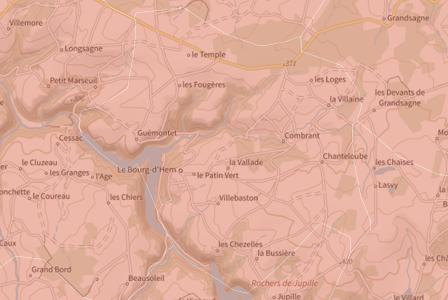 Grandsagne
Villemore
Longsagne
le Temple
371
Petit Marseuil
les Fougères
les Loges
les Devants de
Grandsagne
la Villaine
Guémontet
Cessac
Combrant
Chanteloube
le Cluzeau
la Vallade
les Chaises
Le Bourg-d'Hem
les Granges
l'Age
le Patin Vert
Lasvy
le Coureau
les Chiers
Villebaston
Caux
les Chezelles
la Bussière
Grand Bord
Beausoleil
Rochers de Jupille
Jupille
le Villard